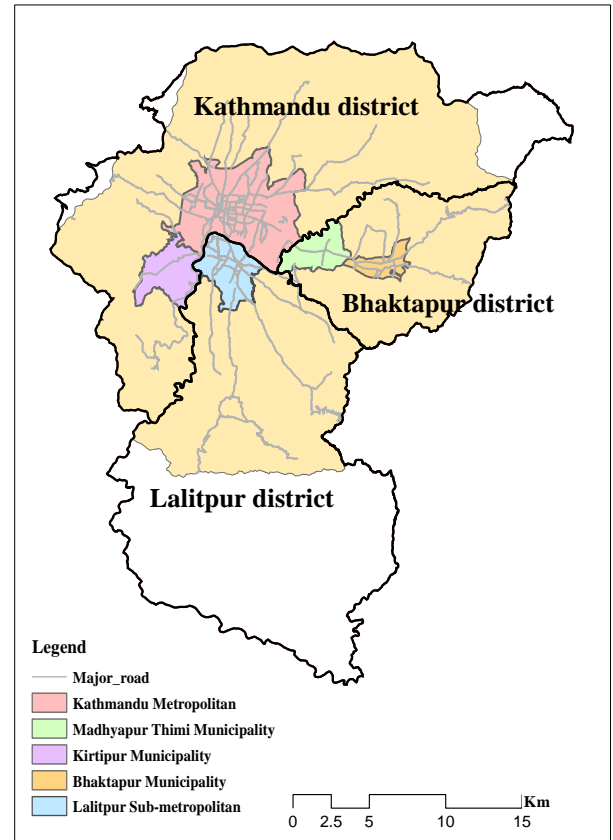 Kathmandu district
Bhaktapur district
Lalitpur district
Legend
Major_road
Kathmandu Metropolitan
Madhyapur Thimi Municipality
Kirtipur Municipality
Bhaktapur Municipality
Lalitpur Sub-metropolitan
Km
0 2.5 5 10 15